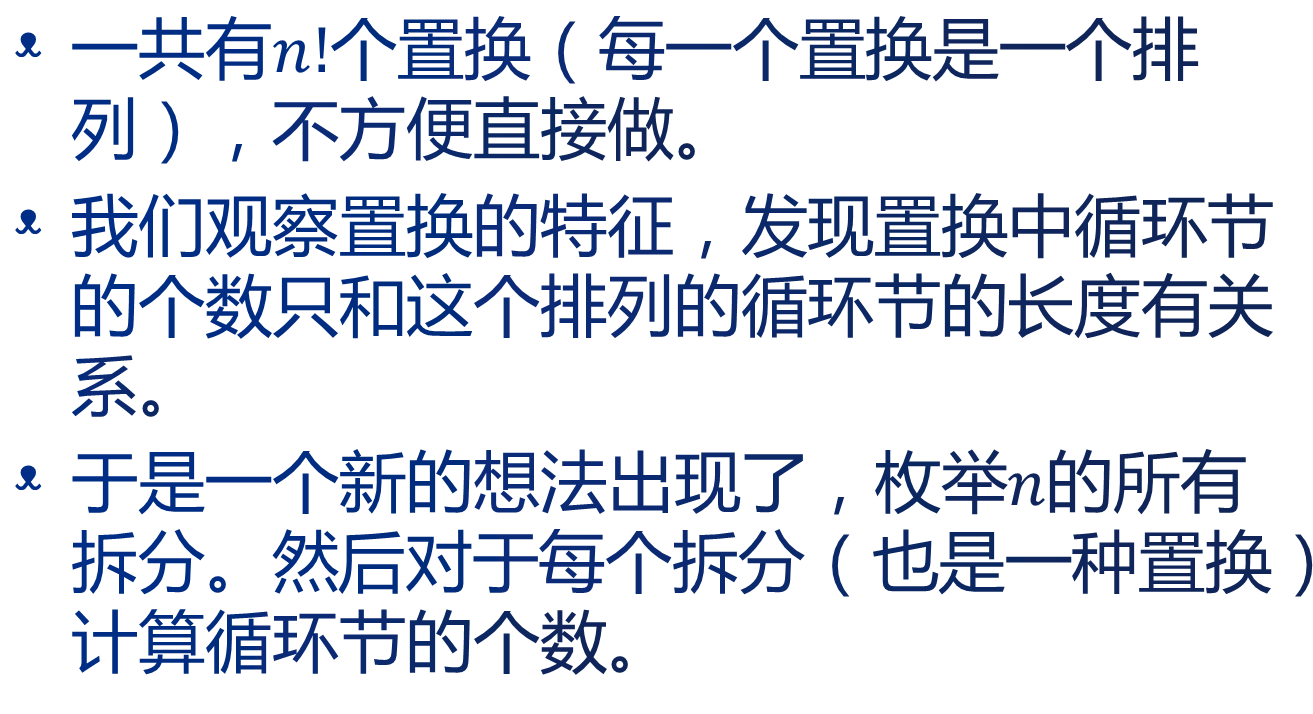 一共有n!个置换（每一个置换是一个排
列），不方便直接做。
我们观察置换的特征，发现置换中循环节
的个数只和这个排列的循环节的长度有关
系。
于是一个新的想法出现了，枚举n的所有
拆分。然后对于每个拆分（也是一种置换）
计算循环节的个数。